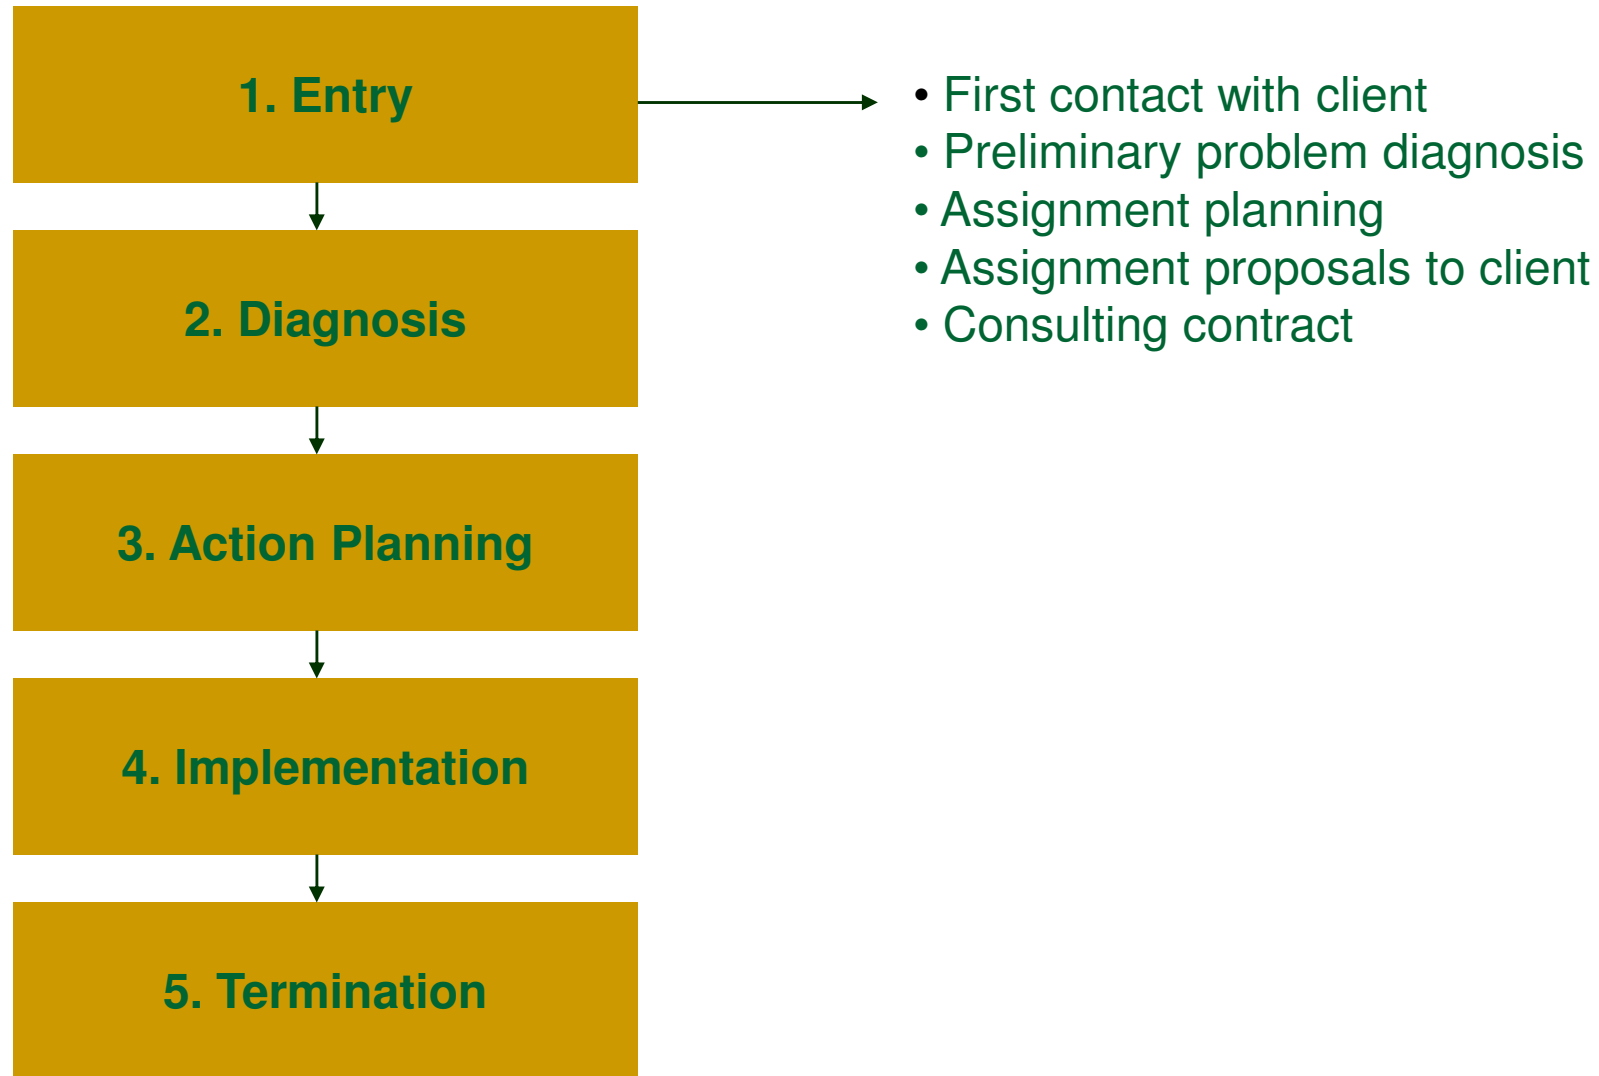 1. Entry
• First contact with client
• Preliminary problem diagnosis
• Assignment planning
• Assignment proposals to client
• Consulting contract
2. Diagnosis
3. Action Planning
4. Implementation
5. Termination